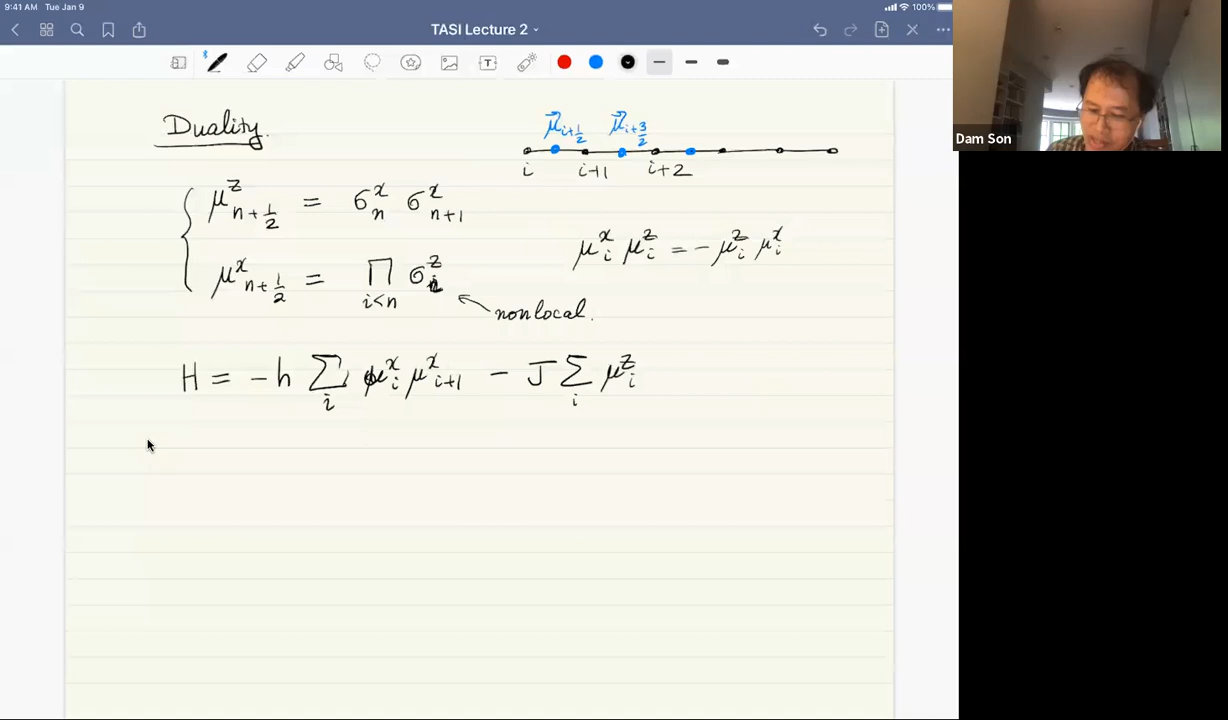 9:41 AM Tue Jan 9
100%
TASI Lecture 2
Dam Son
Duality.
μ⃗_{i+1/2} μ⃗_{i+3/2}
i i+1 i+2
μ^z_{n+1/2} = σ^x_n σ^x_{n+1}
μ^x_i μ^z_i = − μ^z_i μ^x_i
μ^x_{n+1/2} = ∏_{i<n} σ^z_i
nonlocal.
H = −h ∑_i μ^x_i μ^x_{i+1} − J ∑_i μ^z_i